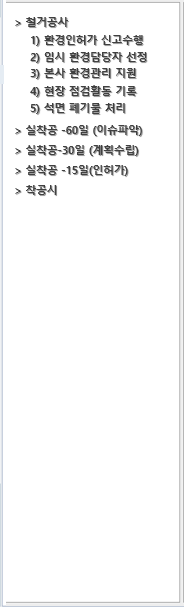 > 철거공사
1) 환경인허가 신고수행
2) 임시 환경담당자 선정
3) 본사 환경관리 지원
4) 현장 점검활동 기록
5) 석면 폐기물 처리
> 실착공 -60일 (이슈파악)
> 실착공-30일 (계획수립)
> 실착공 -15일(인허가)
> 착공시